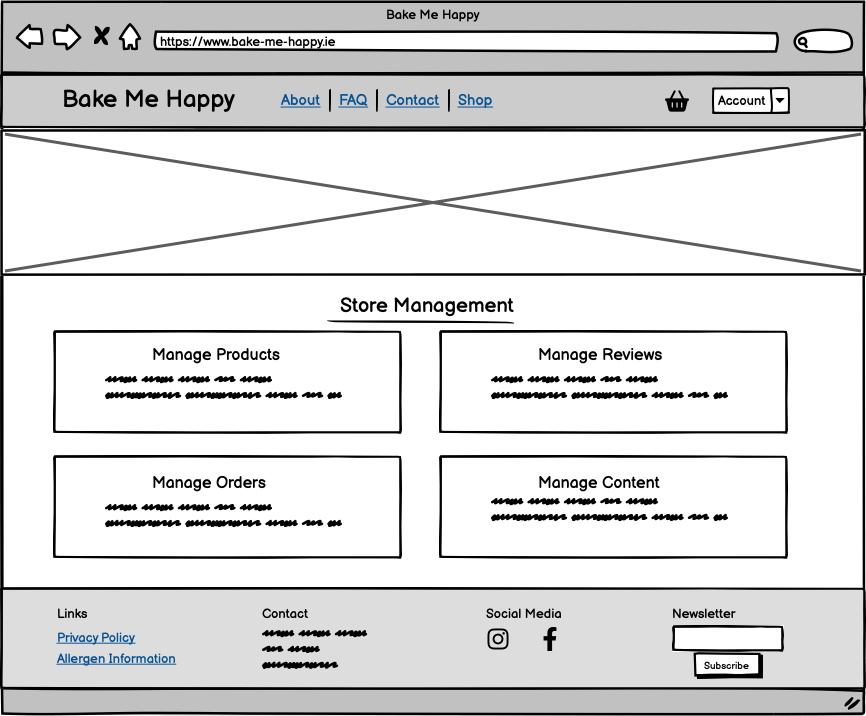 Bake Me Happy
https://www.bake-me-happy.ie
Bake Me Happy
About | FAQ | Contact | Shop
Account
Store Management
Manage Products
Manage Reviews
Manage Orders
Manage Content
Links
Privacy Policy
Allergen Information
Contact
Social Media
Newsletter
Subscribe